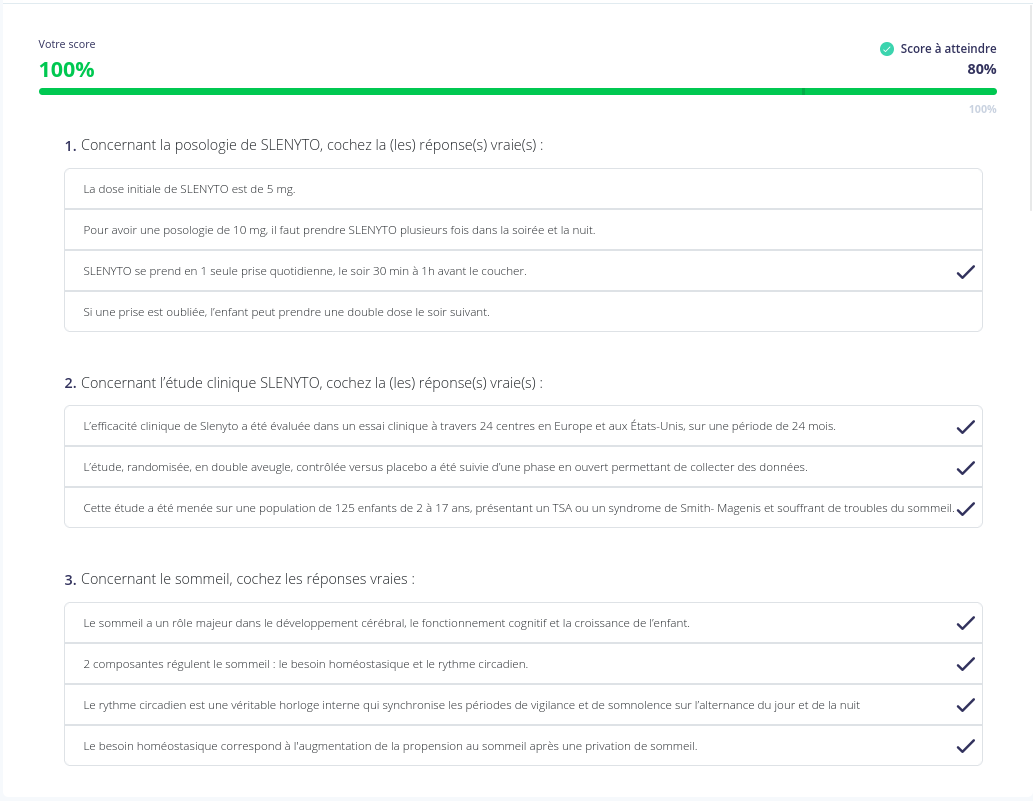 Votre score
100%
Score à atteindre
80%
100%
1. Concernant la posologie de SLENYTO, cochez la (les) réponse(s) vraie(s) :
La dose initiale de SLENYTO est de 5 mg.
Pour avoir une posologie de 10 mg, il faut prendre SLENYTO plusieurs fois dans la soirée et la nuit.
SLENYTO se prend en 1 seule prise quotidienne, le soir 30 min à 1h avant le coucher.
Si une prise est oubliée, l’enfant peut prendre une double dose le soir suivant.
2. Concernant l’étude clinique SLENYTO, cochez la (les) réponse(s) vraie(s) :
L’efficacité clinique de Slenyto a été évaluée dans un essai clinique à travers 24 centres en Europe et aux États-Unis, sur une période de 24 mois.
L’étude, randomisée, en double aveugle, contrôlée versus placebo a été suivie d’une phase en ouvert permettant de collecter des données.
Cette étude a été menée sur une population de 125 enfants de 2 à 17 ans, présentant un TSA ou un syndrome de Smith- Magenis et souffrant de troubles du sommeil.
3. Concernant le sommeil, cochez les réponses vraies :
Le sommeil a un rôle majeur dans le développement cérébral, le fonctionnement cognitif et la croissance de l’enfant.
2 composantes régulent le sommeil : le besoin homéostasique et le rythme circadien.
Le rythme circadien est une véritable horloge interne qui synchronise les périodes de vigilance et de somnolence sur l’alternance du jour et de la nuit
Le besoin homéostasique correspond à l'augmentation de la propension au sommeil après une privation de sommeil.